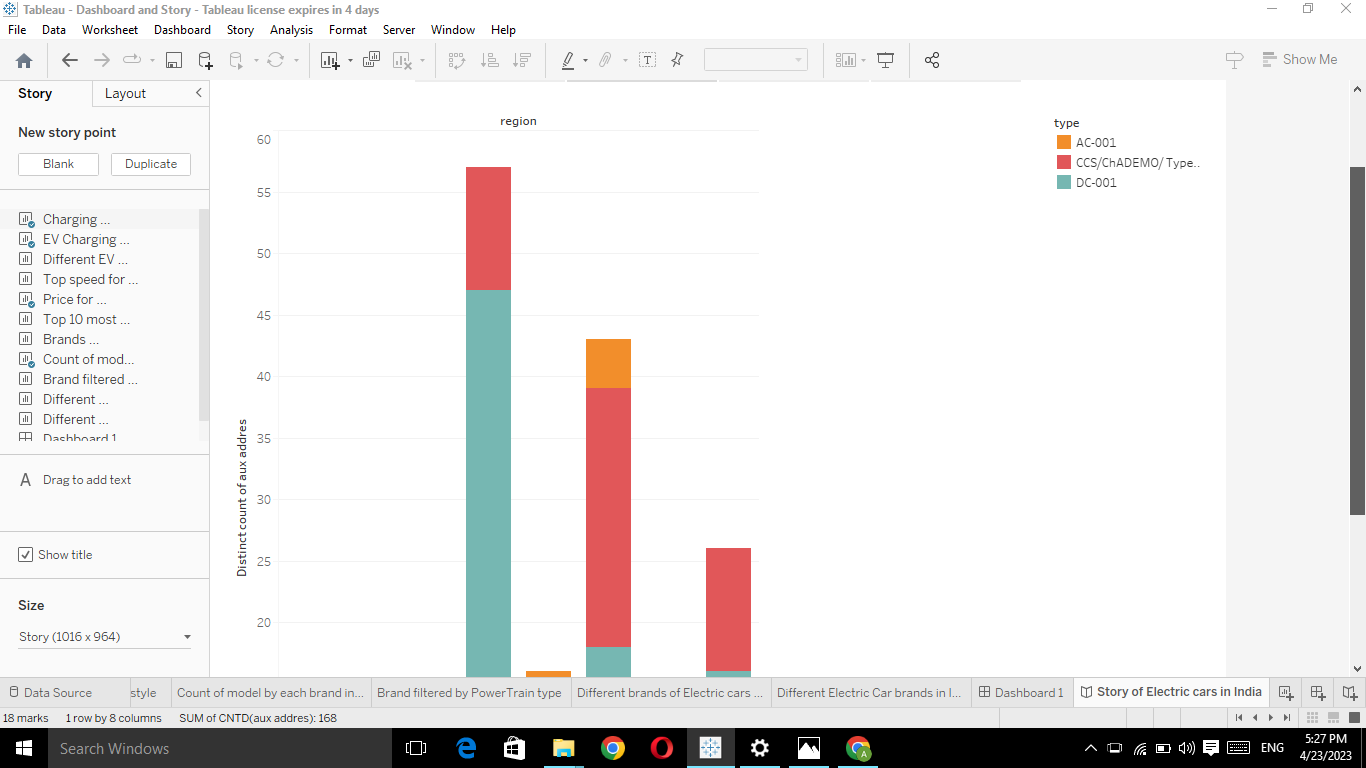 Tableau - Dashboard and Story - Tableau license expires in 4 days
File Data Worksheet Dashboard Story Analysis Format Server Window Help
Show Me
Story Layout
New story point
Blank Duplicate
Charging ...
EV Charging ...
Different EV ...
Top speed for ...
Price for ...
Top 10 most ...
Brands ...
Count of mod...
Brand filtered ...
Different ...
Different ...
Dashboard 1
A Drag to add text
Show title
Size
Story (1016 x 964)
region
60
55
50
45
40
35
30
25
20
Distinct count of aux addres
type
AC-001
CCS/ChADEMO/ Type..
DC-001
Data Source style Count of model by each brand in... Brand filtered by PowerTrain type Different brands of Electric cars ... Different Electric Car brands in I... Dashboard 1 Story of Electric cars in India
18 marks 1 row by 8 columns SUM of CNTD(aux addres): 168
Search Windows
A
ENG
5:27 PM
4/23/2023